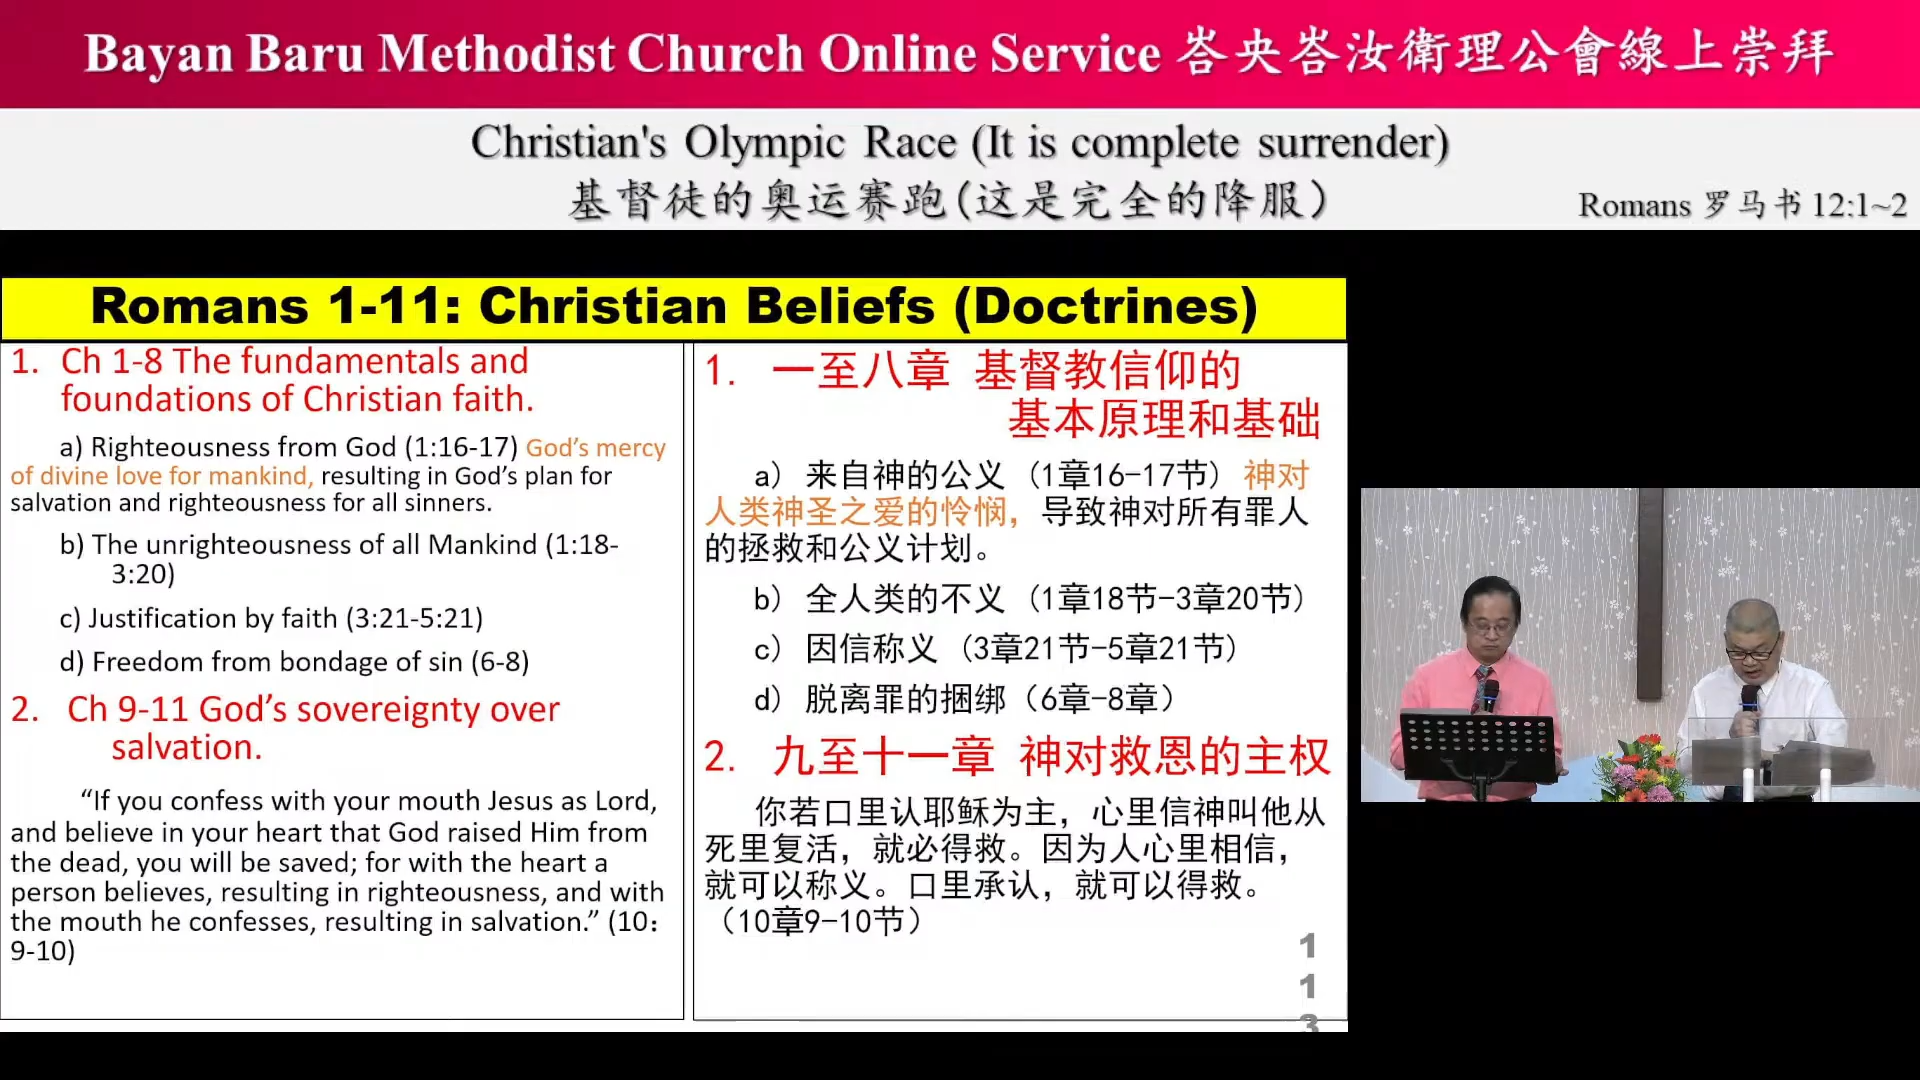 Bayan Baru Methodist Church Online Service 峇央峇汝衛理公會線上崇拜
Christian's Olympic Race (It is complete surrender)
基督徒的奥运赛跑(这是完全的降服)
Romans 罗马书 12:1~2
Romans 1-11: Christian Beliefs (Doctrines)
1. Ch 1-8 The fundamentals and
foundations of Christian faith.
a) Righteousness from God (1:16-17) God’s mercy
of divine love for mankind, resulting in God’s plan for
salvation and righteousness for all sinners.
b) The unrighteousness of all Mankind (1:18-
3:20)
c) Justification by faith (3:21-5:21)
d) Freedom from bondage of sin (6-8)
2. Ch 9-11 God’s sovereignty over
salvation.
“If you confess with your mouth Jesus as Lord,
and believe in your heart that God raised Him from
the dead, you will be saved; for with the heart a
person believes, resulting in righteousness, and with
the mouth he confesses, resulting in salvation.” (10:
9-10)
1. 一至八章 基督教信仰的
基本原理和基础
a) 来自神的公义 (1章16-17节) 神对
人类神圣之爱的怜悯，导致神对所有罪人
的拯救和公义计划。
b) 全人类的不义 (1章18节-3章20节)
c) 因信称义 (3章21节-5章21节)
d) 脱离罪的捆绑（6章-8章）
2. 九至十一章 神对救恩的主权
你若口里认耶稣为主，心里信神叫他从
死里复活，就必得救。因为人心里相信，
就可以称义。口里承认，就可以得救。
（10章9-10节）
1
1
3